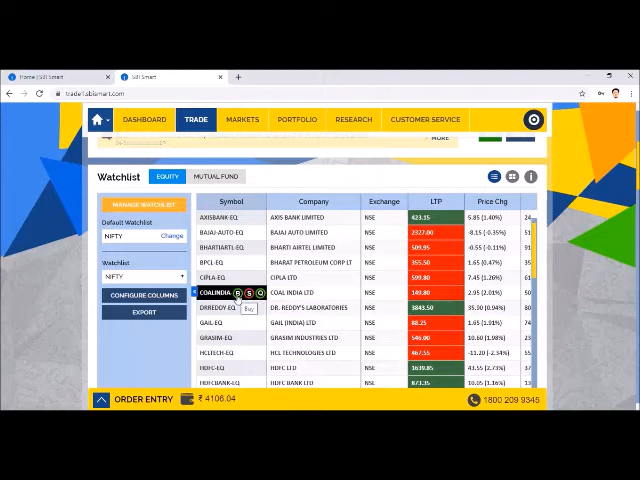 Home | SBI Smart
SBI Smart
trade1.sbismart.com
DASHBOARD TRADE MARKETS PORTFOLIO RESEARCH CUSTOMER SERVICE
MORE
Watchlist EQUITY MUTUAL FUND
MANAGE WATCHLIST
Default Watchlist
NIFTY Change
Watchlist
NIFTY
CONFIGURE COLUMNS
EXPORT
Symbol Company Exchange LTP Price Chg
AXISBANK-EQ AXIS BANK LIMITED NSE 423.15 5.85 (1.40%) 24
BAJAJ-AUTO-EQ BAJAJ AUTO LIMITED NSE 2327.00 -8.15 (-0.35%) 51
BHARTIARTL-EQ BHARTI AIRTEL LIMITED NSE 509.95 -0.55 (-0.11%) 5
BPCL-EQ BHARAT PETROLEUM CORP LT NSE 355.50 1.65 (0.47%)
CIPLA-EQ CIPLA LTD NSE 599.80 7.45 (1.26%)
COALINDIA B S Q COAL INDIA LTD NSE 149.80 2.95 (2.01%)
Buy
DRREDDY-EQ DR. REDDY'S LABORATORIES NSE 3843.50 35.90 (0.94%)
GAIL-EQ GAIL (INDIA) LTD NSE 88.25 1.65 (1.91%)
GRASIM-EQ GRASIM INDUSTRIES LTD NSE 546.00 10.60 (1.98%)
HCLTECH-EQ HCL TECHNOLOGIES LTD NSE 467.55 -11.20 (-2.34%)
HDFC-EQ HDFC LTD NSE 1639.85 43.55 (2.73%)
HDFCBANK-EQ HDFC BANK LTD NSE 873.35 10.05 (1.16%)
ORDER ENTRY ₹ 4106.04 1800 209 9345